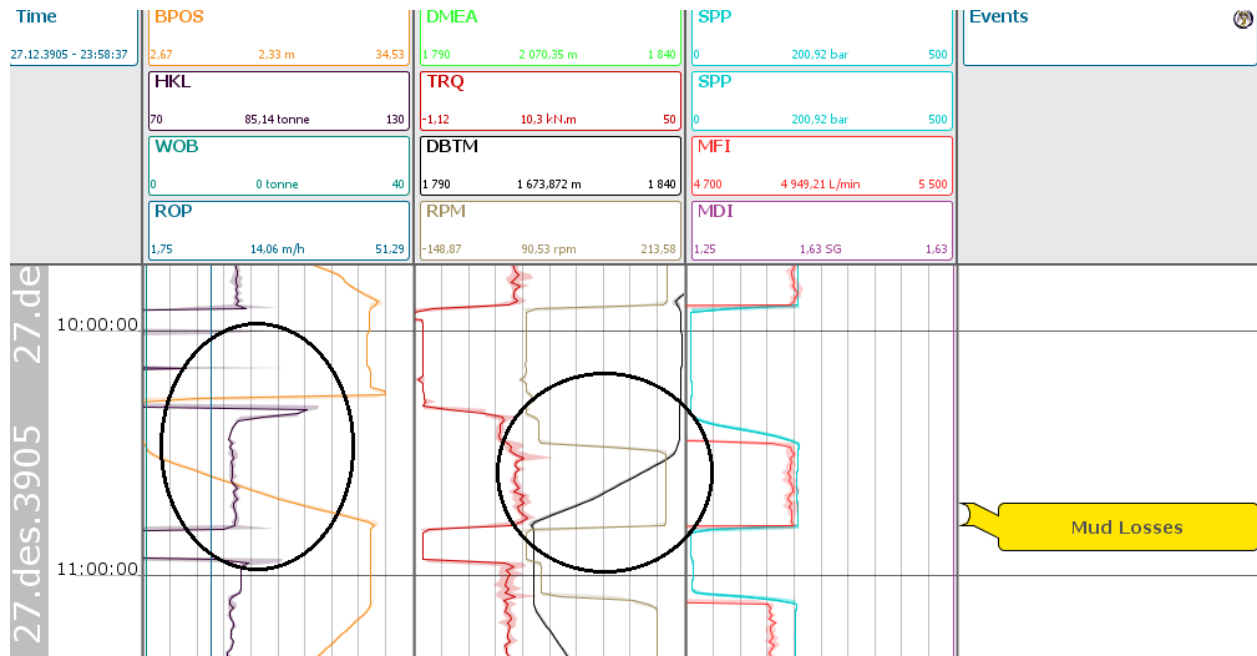 Time
27.12.3905 - 23:58:37
BPOS
2,67 2,33 m 34,53
HKL
70 85,14 tonne 130
WOB
0 0 tonne 40
ROP
1,75 14,06 m/h 51,29
DMEA
1 790 2 070,35 m 1 840
TRQ
-1,12 10,3 kN.m 50
DBTM
1 790 1 673,872 m 1 840
RPM
-148,87 90,53 rpm 213,58
SPP
0 200,92 bar 500
SPP
0 200,92 bar 500
MFI
4 700 4 949,21 L/min 5 500
MDI
1,25 1,63 SG 1,63
Events
27.de
27.des.3905
10:00:00
11:00:00
Mud Losses